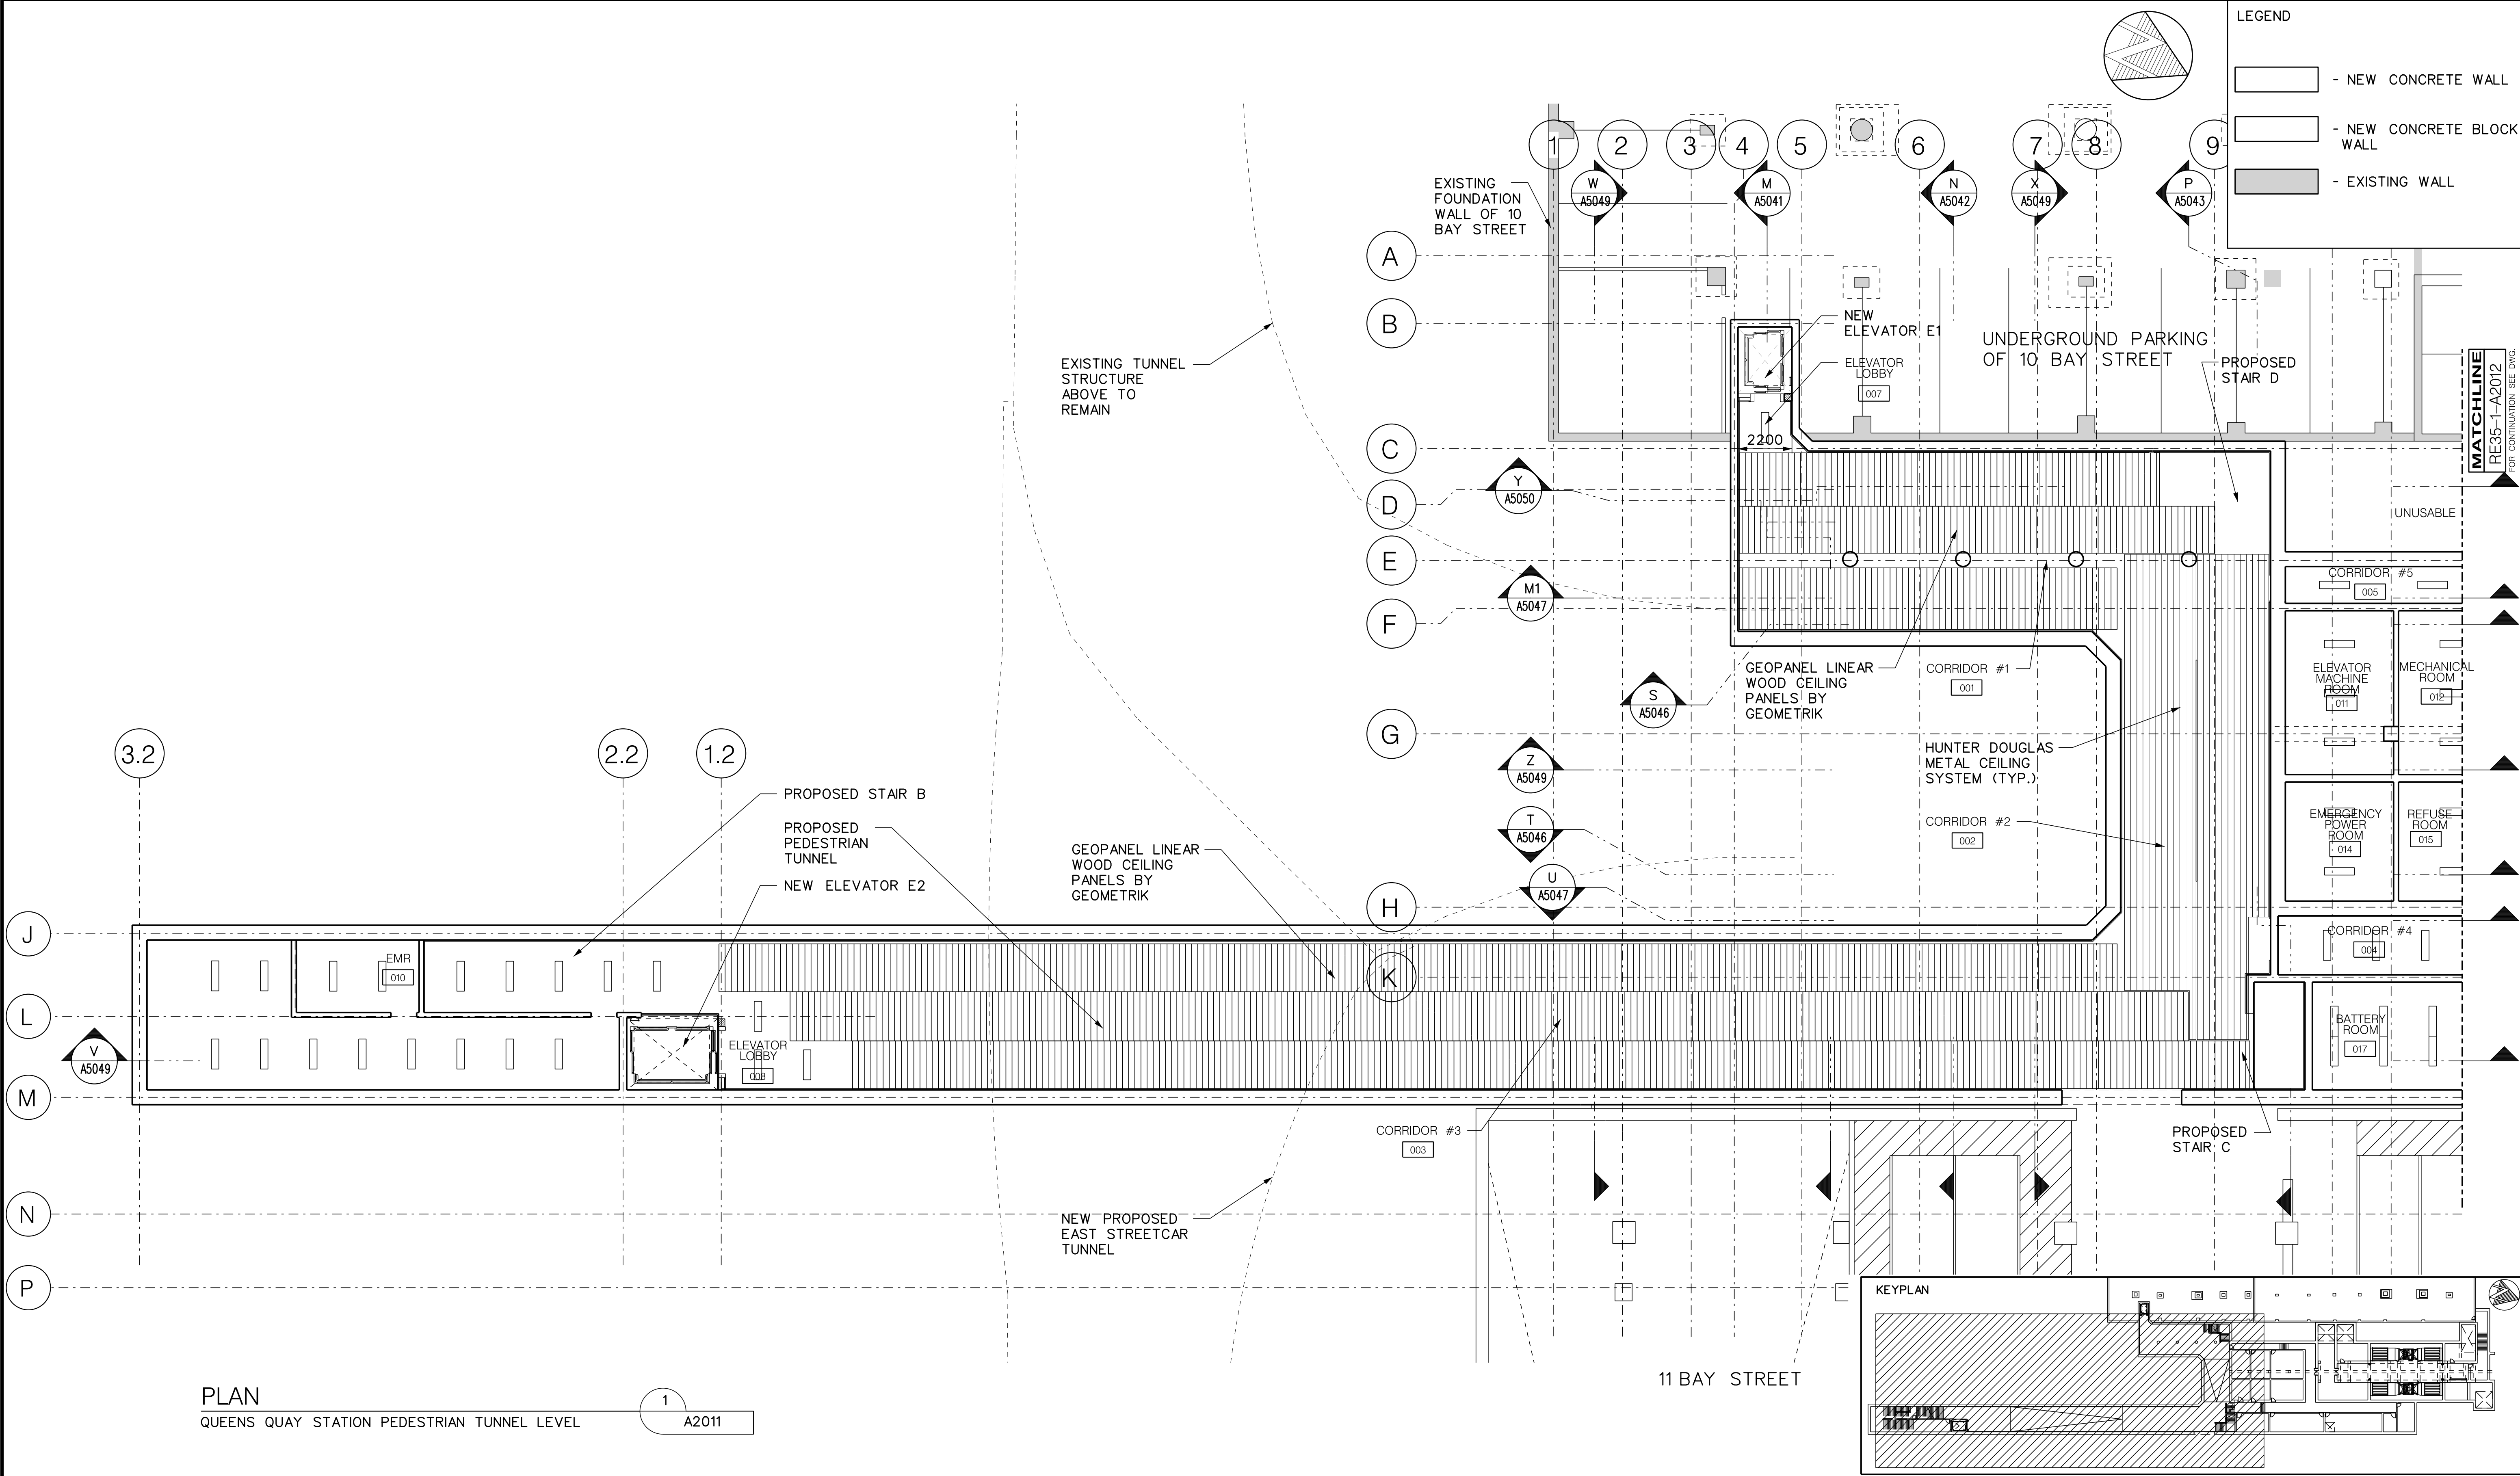 LEGEND
- NEW CONCRETE WALL
- NEW CONCRETE BLOCK
WALL
- EXISTING WALL
1
2
3
4
5
6
7
8
9
W
A5049
M
A5041
N
A5042
X
A5049
P
A5043
EXISTING
FOUNDATION
WALL OF 10
BAY STREET
A
B
C
D
E
F
G
H
K
NEW
ELEVATOR E1
ELEVATOR
LOBBY
007
UNDERGROUND PARKING
OF 10 BAY STREET
PROPOSED
STAIR D
MATCHLINE
RE35-1-A2012
FOR CONTINUATION SEE DWG.
EXISTING TUNNEL
STRUCTURE
ABOVE TO
REMAIN
2200
Y
A5050
UNUSABLE
M1
A5047
CORRIDOR #5
005
S
A5046
GEOPANEL LINEAR
WOOD CEILING
PANELS BY
GEOMETRIK
CORRIDOR #1
001
ELEVATOR
MACHINE
ROOM
011
MECHANICAL
ROOM
012
HUNTER DOUGLAS
METAL CEILING
SYSTEM (TYP.)
Z
A5049
T
A5046
U
A5047
CORRIDOR #2
002
EMERGENCY
POWER
ROOM
014
REFUSE
ROOM
015
3.2
2.2
1.2
PROPOSED STAIR B
PROPOSED
PEDESTRIAN
TUNNEL
NEW ELEVATOR E2
GEOPANEL LINEAR
WOOD CEILING
PANELS BY
GEOMETRIK
J
L
M
N
P
EMR
010
CORRIDOR #4
004
V
A5049
ELEVATOR
LOBBY
008
BATTERY
ROOM
017
CORRIDOR #3
003
PROPOSED
STAIR C
NEW PROPOSED
EAST STREETCAR
TUNNEL
11 BAY STREET
KEYPLAN
PLAN
QUEENS QUAY STATION PEDESTRIAN TUNNEL LEVEL
1
A2011